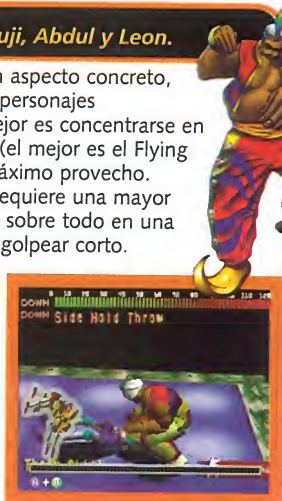 uji, Abdul y Leon.
n aspecto concreto,
personajes
ejor es concentrarse en
(el mejor es el Flying
áximo provecho.
equiere una mayor
sobre todo en una
golpear corto.
DOWN
DOWN Side Hold Throw